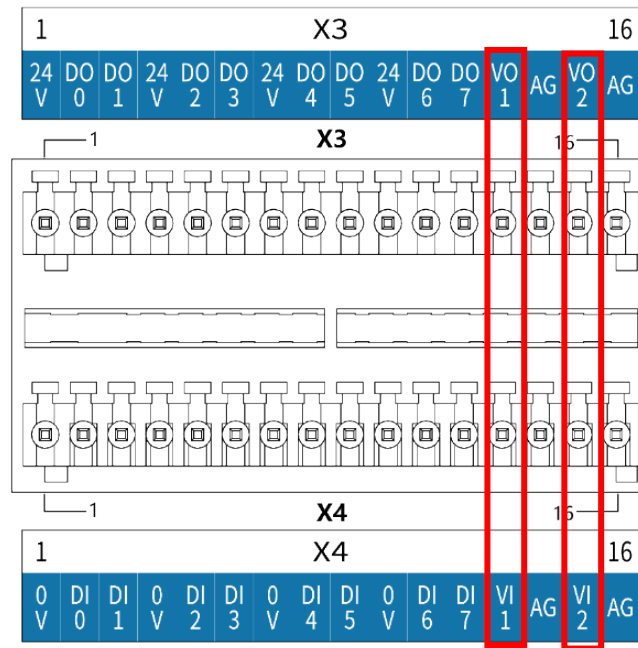 1 X3 16
24 V DO 0 DO 1 24 V DO 2 DO 3 24 V DO 4 DO 5 24 V DO 6 DO 7 VO 1 AG VO 2 AG
1 X3 16
1 X4 16
1 X4 16
0 V DI 0 DI 1 0 V DI 2 DI 3 0 V DI 4 DI 5 0 V DI 6 DI 7 VI 1 AG VI 2 AG